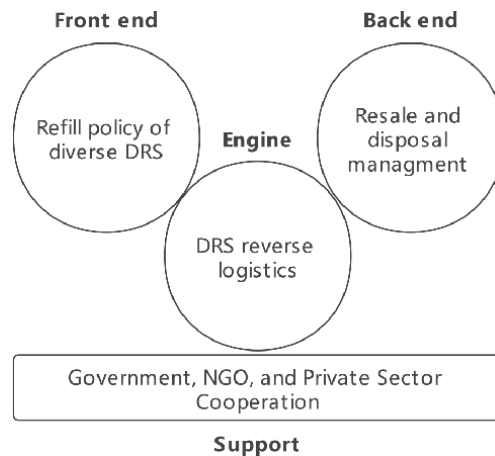 Front end
Back end
Refill policy of
diverse DRS
Engine
Resale and
disposal
managment
DRS reverse
logistics
Government, NGO, and Private Sector
Cooperation
Support